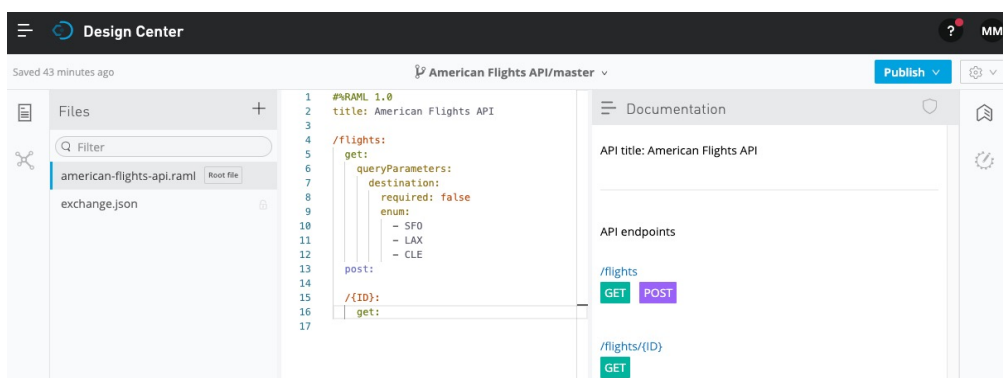 Design Center
?
MM
Saved 43 minutes ago
American Flights API/master
Publish
Files
+
Filter
american-flights-api.raml Root file
exchange.json
1 #%RAML 1.0
2 title: American Flights API
3
4 /flights:
5 get:
6 queryParameters:
7 destination:
8 required: false
9 enum:
10 - SFO
11 - LAX
12 - CLE
13 post:
14
15 /{ID}:
16 get:
17
Documentation
API title: American Flights API
API endpoints
/flights
GET POST
/flights/{ID}
GET